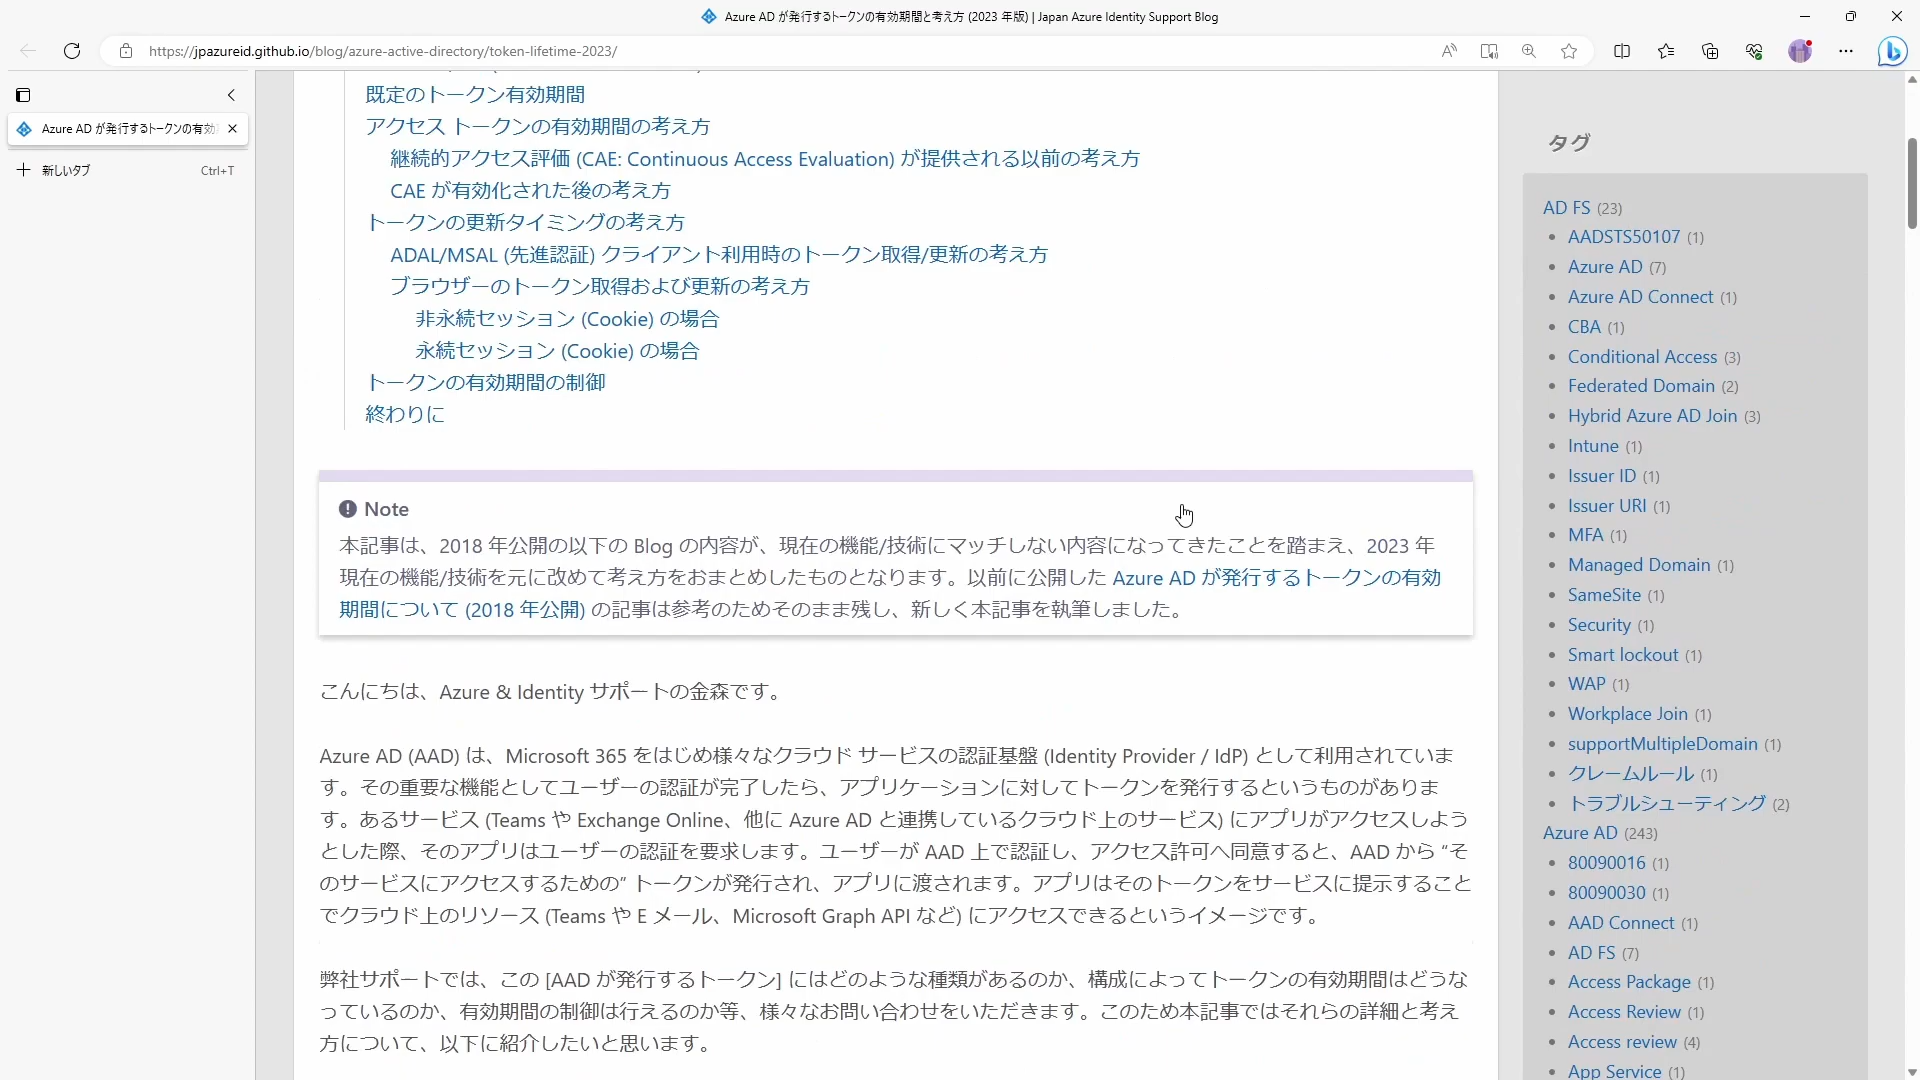 Azure AD が発行するトークンの有効期間と考え方 (2023 年版) | Japan Azure Identity Support Blog
https://jpazureid.github.io/blog/azure-active-directory/token-lifetime-2023/
Azure AD が発行するトークンの有効
新しいタブ Ctrl+T
既定のトークン有効期間
アクセス トークンの有効期間の考え方
継続的アクセス評価 (CAE: Continuous Access Evaluation) が提供される以前の考え方
CAE が有効化された後の考え方
トークンの更新タイミングの考え方
ADAL/MSAL (先進認証) クライアント利用時のトークン取得/更新の考え方
ブラウザーのトークン取得および更新の考え方
非永続セッション (Cookie) の場合
永続セッション (Cookie) の場合
トークンの有効期間の制御
終わりに
Note
本記事は、2018 年公開の以下の Blog の内容が、現在の機能/技術にマッチしない内容になってきたことを踏まえ、2023 年
現在の機能/技術を元に改めて考え方をおまとめしたものとなります。以前に公開した Azure AD が発行するトークンの有効
期間について (2018 年公開) の記事は参考のためそのまま残し、新しく本記事を執筆しました。
こんにちは、Azure & Identity サポートの金森です。
Azure AD (AAD) は、Microsoft 365 をはじめ様々なクラウド サービスの認証基盤 (Identity Provider / IdP) として利用されていま
す。その重要な機能としてユーザーの認証が完了したら、アプリケーションに対してトークンを発行するというものがありま
す。あるサービス (Teams や Exchange Online、他に Azure AD と連携しているクラウド上のサービス) にアプリがアクセスしよう
とした際、そのアプリはユーザーの認証を要求します。ユーザーが AAD 上で認証し、アクセス許可へ同意すると、AAD から “そ
のサービスにアクセスするための” トークンが発行され、アプリに渡されます。アプリはそのトークンをサービスに提示すること
でクラウド上のリソース (Teams や E メール、Microsoft Graph API など) にアクセスできるというイメージです。
弊社サポートでは、この [AAD が発行するトークン] にはどのような種類があるのか、構成によってトークンの有効期間はどうな
っているのか、有効期間の制御は行えるのか等、様々なお問い合わせをいただきます。このため本記事ではそれらの詳細と考え
方について、以下に紹介したいと思います。
タグ
AD FS (23)
AADSTS50107 (1)
Azure AD (7)
Azure AD Connect (1)
CBA (1)
Conditional Access (3)
Federated Domain (2)
Hybrid Azure AD Join (3)
Intune (1)
Issuer ID (1)
Issuer URI (1)
MFA (1)
Managed Domain (1)
SameSite (1)
Security (1)
Smart lockout (1)
WAP (1)
Workplace Join (1)
supportMultipleDomain (1)
クレームルール (1)
トラブルシューティング (2)
Azure AD (243)
80090016 (1)
80090030 (1)
AAD Connect (1)
AD FS (7)
Access Package (1)
Access Review (1)
Access review (4)
App Service (1)